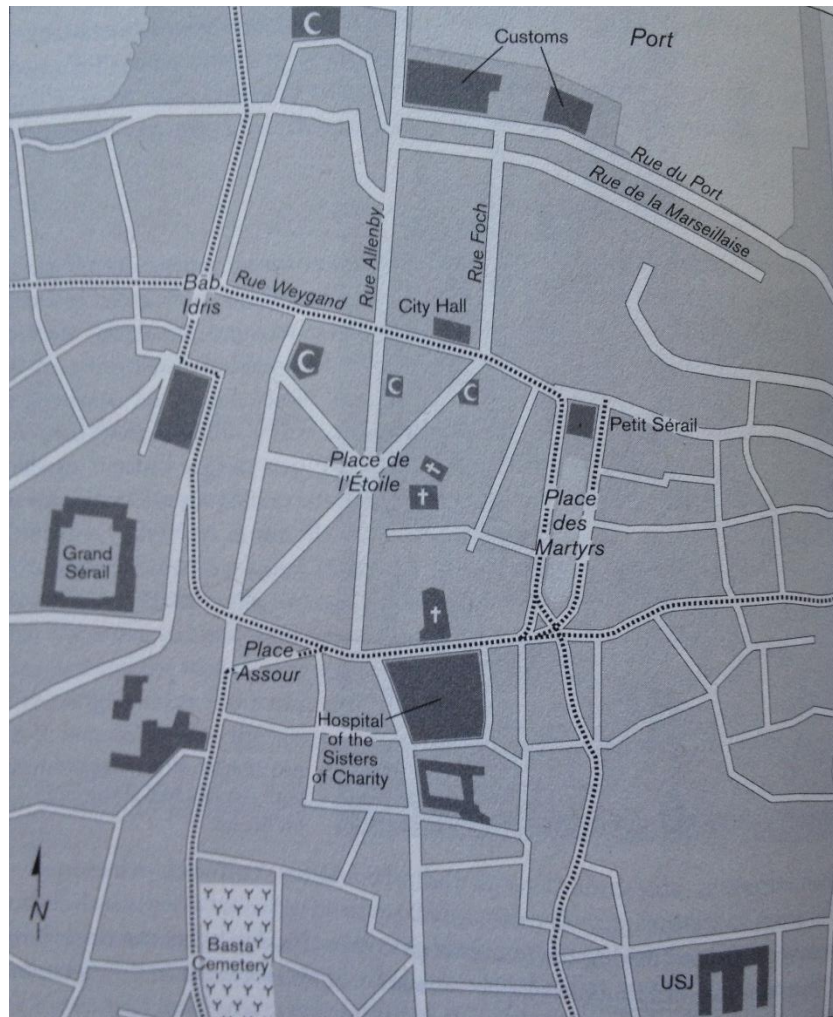 Customs
Port
Rue du Port
Rue de la Marseillaise
Rue Allenby
Rue Foch
Bab
Idris
Rue Weygand
City Hall
Petit Sérail
Place de
l'Étoile
Place
des
Martyrs
Grand
Sérail
Place
Assour
Hospital
of the
Sisters
of Charity
N
Basta
Cemetery
USJ